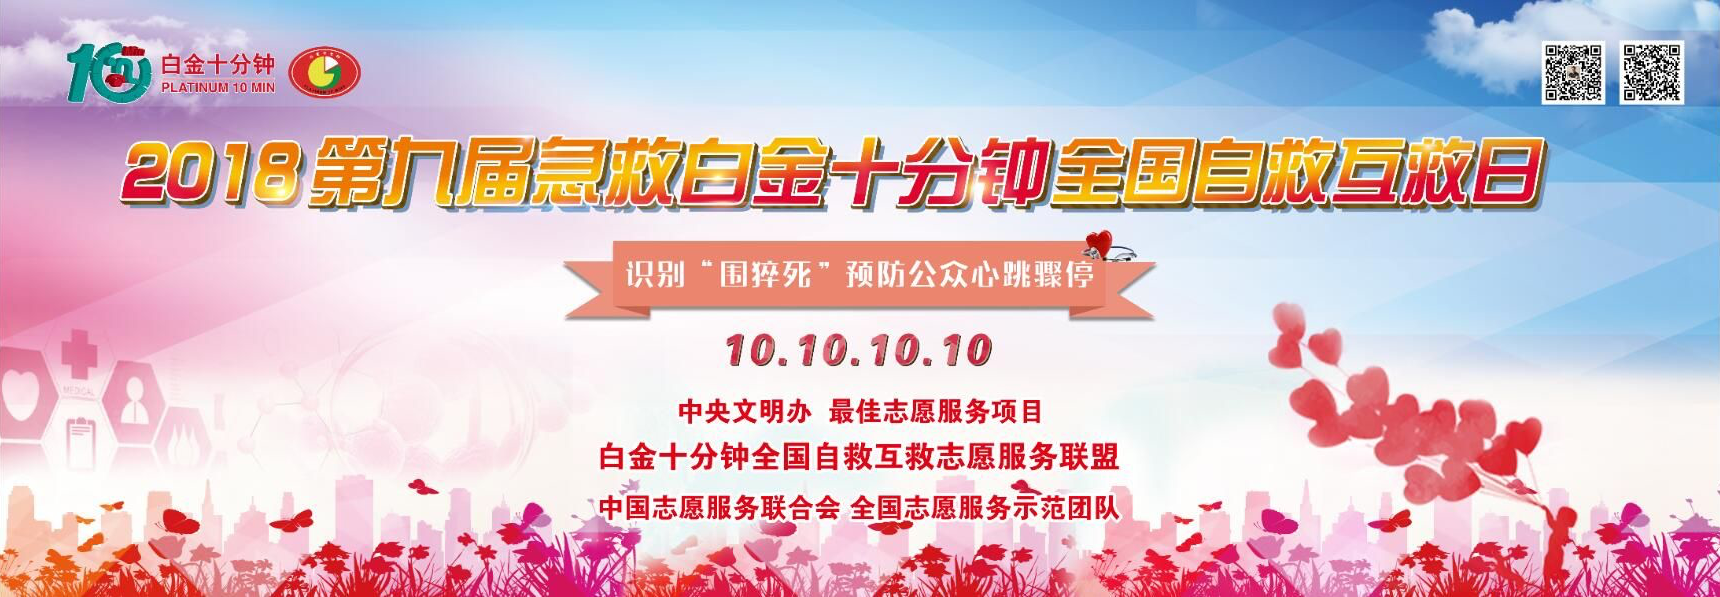 白金十分钟
PLATINUM 10 MIN
2018第九届急救白金十分钟全国自救互救日
识别“围猝死”预防公众心跳骤停
10.10.10.10
中央文明办 最佳志愿服务项目
白金十分钟全国自救互救志愿服务联盟
中国志愿服务联合会 全国志愿服务示范团队
MEDICAL